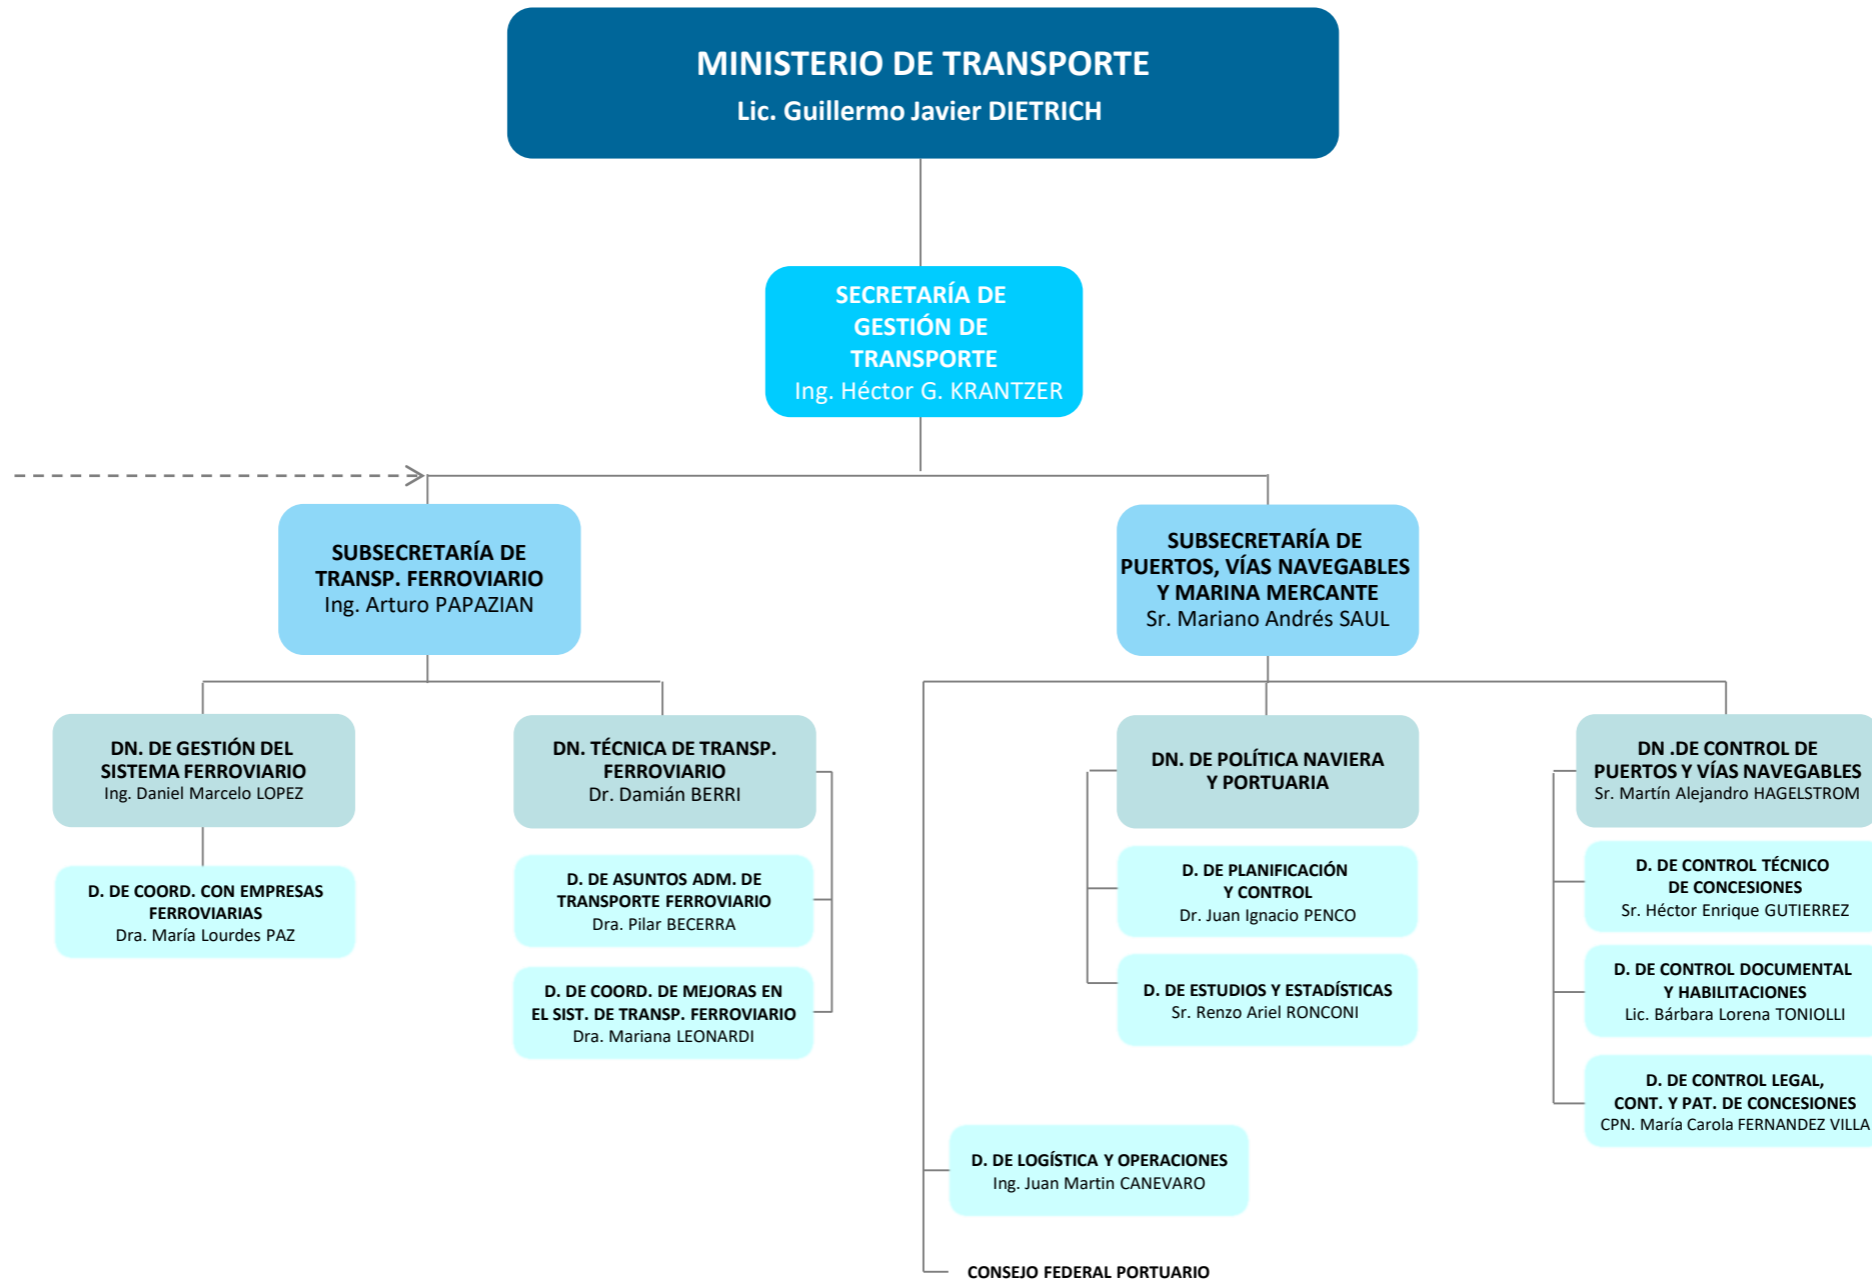 MINISTERIO DE TRANSPORTE
Lic. Guillermo Javier DIETRICH
SECRETARÍA DE
GESTIÓN DE
TRANSPORTE
Ing. Héctor G. KRANTZER
SUBSECRETARÍA DE
TRANSP. FERROVIARIO
Ing. Arturo PAPAZIAN
SUBSECRETARÍA DE
PUERTOS, VÍAS NAVEGABLES
Y MARINA MERCANTE
Sr. Mariano Andrés SAUL
DN. DE GESTIÓN DEL
SISTEMA FERROVIARIO
Ing. Daniel Marcelo LOPEZ
DN. TÉCNICA DE TRANSP.
FERROVIARIO
Dr. Damián BERRI
DN. DE POLÍTICA NAVIERA
Y PORTUARIA
DN .DE CONTROL DE
PUERTOS Y VÍAS NAVEGABLES
Sr. Martín Alejandro HAGELSTROM
D. DE COORD. CON EMPRESAS
FERROVIARIAS
Dra. María Lourdes PAZ
D. DE ASUNTOS ADM. DE
TRANSPORTE FERROVIARIO
Dra. Pilar BECERRA
D. DE PLANIFICACIÓN
Y CONTROL
Dr. Juan Ignacio PENCO
D. DE CONTROL TÉCNICO
DE CONCESIONES
Sr. Héctor Enrique GUTIERREZ
D. DE COORD. DE MEJORAS EN
EL SIST. DE TRANSP. FERROVIARIO
Dra. Mariana LEONARDI
D. DE ESTUDIOS Y ESTADÍSTICAS
Sr. Renzo Ariel RONCONI
D. DE CONTROL DOCUMENTAL
Y HABILITACIONES
Lic. Bárbara Lorena TONIOLLI
D. DE CONTROL LEGAL,
CONT. Y PAT. DE CONCESIONES
CPN. María Carola FERNANDEZ VILLA
D. DE LOGÍSTICA Y OPERACIONES
Ing. Juan Martin CANEVARO
CONSEJO FEDERAL PORTUARIO